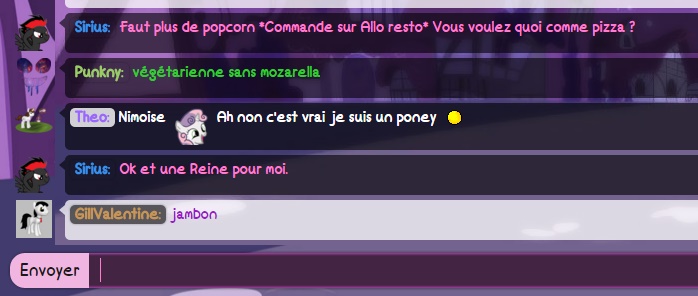 Sirius: Faut plus de popcorn *Commande sur Allo resto* Vous voulez quoi comme pizza ?
Punkny: végétarienne sans mozarella
Theo: Nimoise Ah non c'est vrai je suis un poney
Sirius: Ok et une Reine pour moi.
GillValentine: jambon
Envoyer